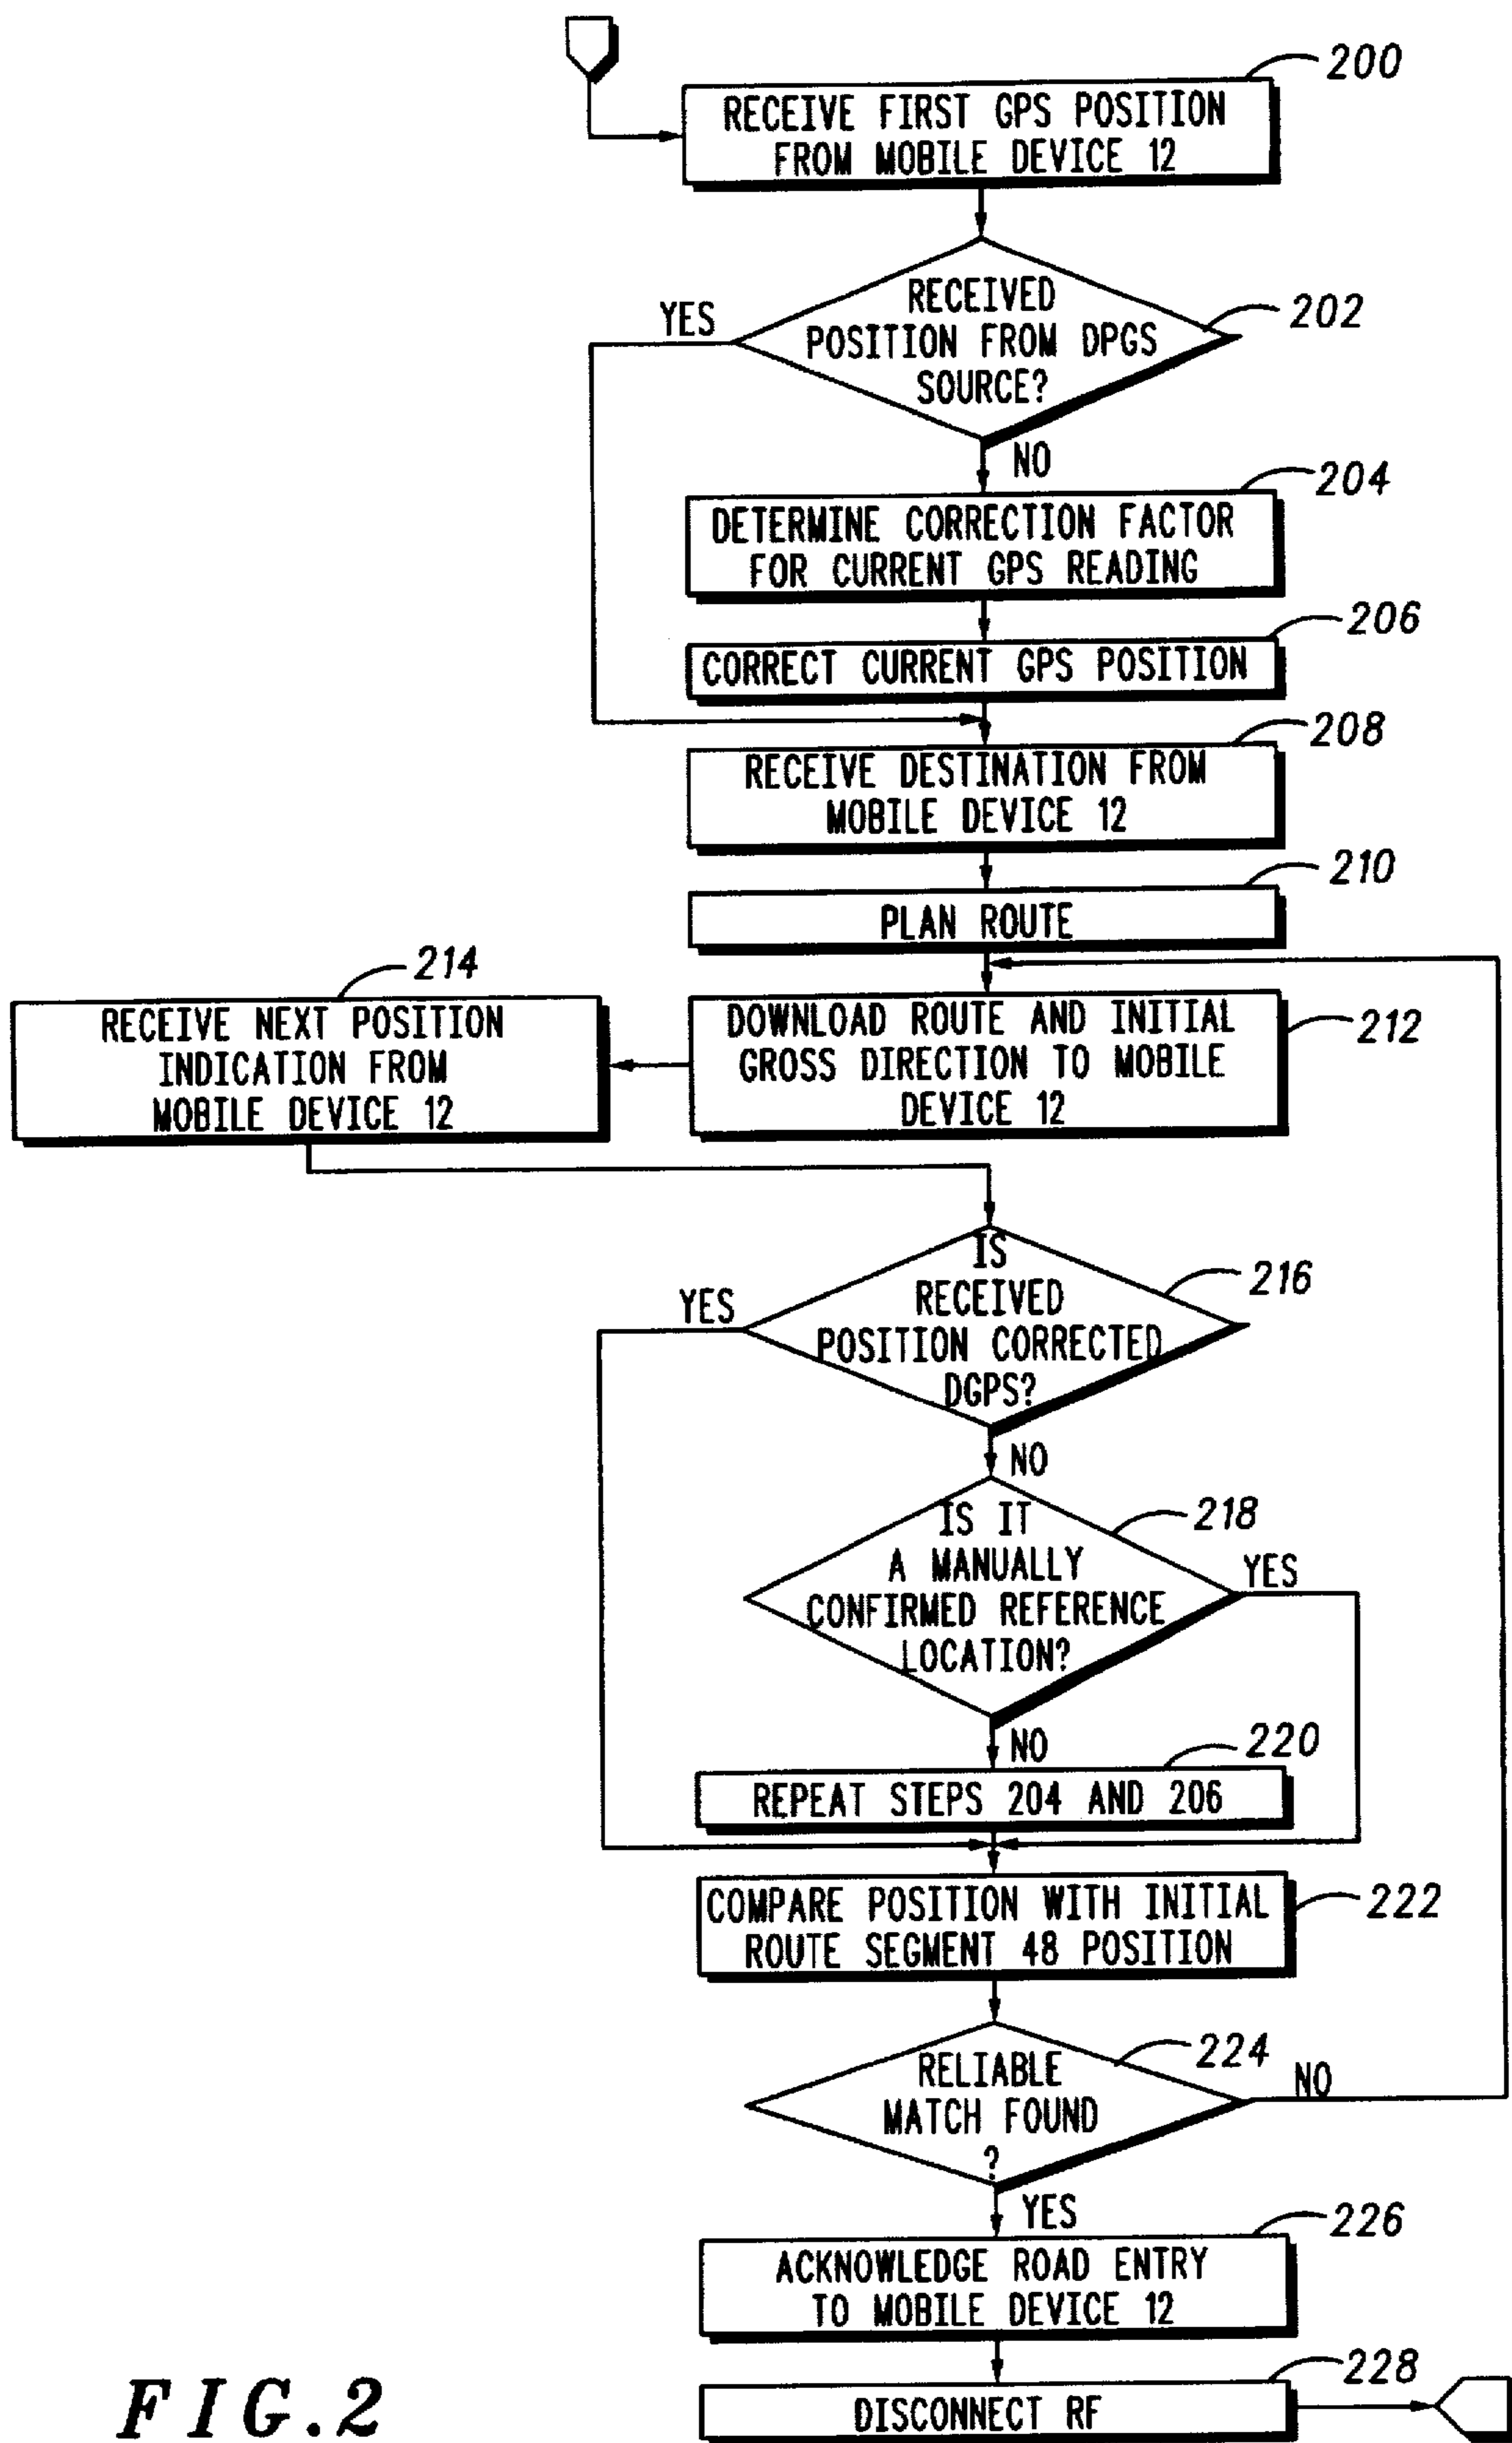 200
RECEIVE FIRST GPS POSITION
FROM MOBILE DEVICE 12
202
RECEIVED
POSITION FROM DPGS
SOURCE?
YES
NO
204
DETERMINE CORRECTION FACTOR
FOR CURRENT GPS READING
206
CORRECT CURRENT GPS POSITION
208
RECEIVE DESTINATION FROM
MOBILE DEVICE 12
210
PLAN ROUTE
212
DOWNLOAD ROUTE AND INITIAL
GROSS DIRECTION TO MOBILE
DEVICE 12
214
RECEIVE NEXT POSITION
INDICATION FROM
MOBILE DEVICE 12
216
IS
RECEIVED
POSITION CORRECTED
DGPS?
YES
NO
218
IS IT
A MANUALLY
CONFIRMED REFERENCE
LOCATION?
YES
NO
220
REPEAT STEPS 204 AND 206
222
COMPARE POSITION WITH INITIAL
ROUTE SEGMENT 48 POSITION
224
RELIABLE
MATCH FOUND
?
NO
YES
226
ACKNOWLEDGE ROAD ENTRY
TO MOBILE DEVICE 12
228
DISCONNECT RF
FIG.2